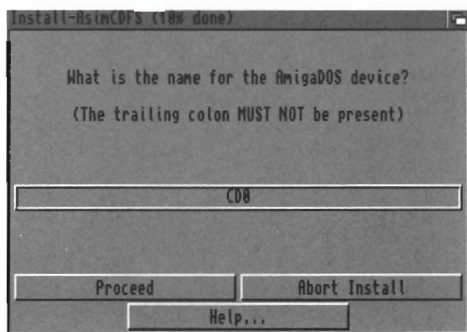 Install-AsimCDFS (10% done)
What is the name for the AmigaDOS device?
(The trailing colon MUST NOT be present)
CD0
Proceed
Abort Install
Help...